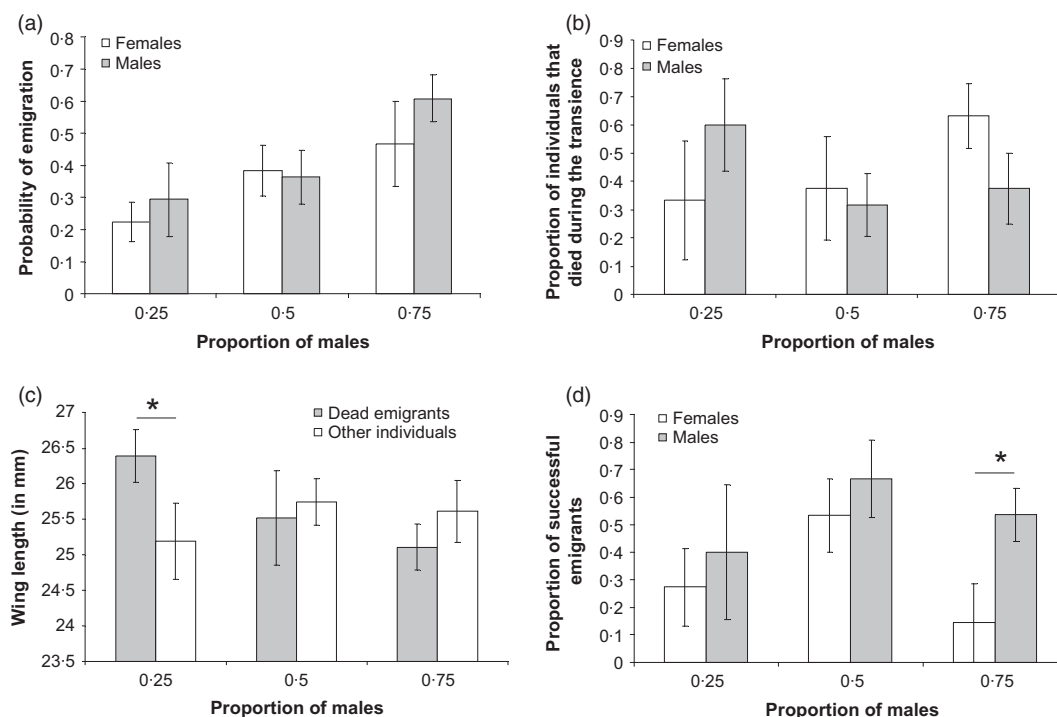 (a)
0·8
Females
Males
0·7
0·6
0·5
0·4
0·3
0·2
0·1
0
Probability of emigration
0·25
0·5
0·75
Proportion of males
(b)
0·9
Females
Males
0·8
0·7
0·6
0·5
0·4
0·3
0·2
0·1
0
Proportion of individuals that
died during the transience
0·25
0·5
0·75
Proportion of males
(c)
27
*
Dead emigrants
Other individuals
26·5
26
25·5
25
24·5
24
23·5
Wing length (in mm)
0·25
0·5
0·75
Proportion of males
(d)
0·9
Females
Males
*
0·8
0·7
0·6
0·5
0·4
0·3
0·2
0·1
0
Proportion of successful
emigrants
0·25
0·5
0·75
Proportion of males